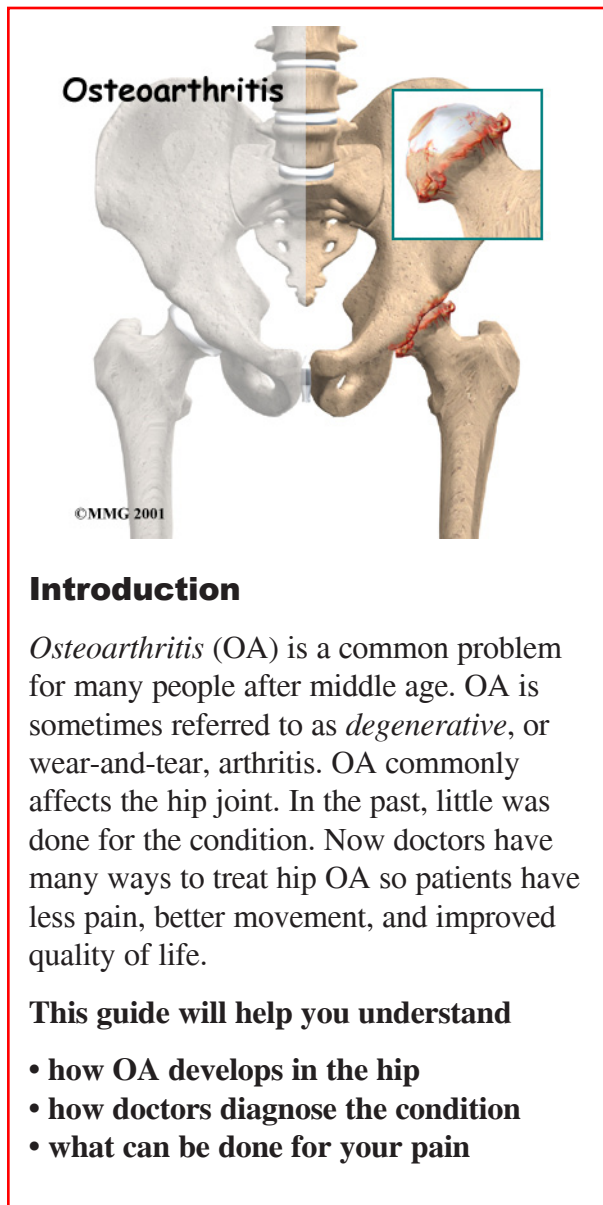 Osteoarthritis
©MMG 2001
Introduction
Osteoarthritis (OA) is a common problem
for many people after middle age. OA is
sometimes referred to as degenerative, or
wear-and-tear, arthritis. OA commonly
affects the hip joint. In the past, little was
done for the condition. Now doctors have
many ways to treat hip OA so patients have
less pain, better movement, and improved
quality of life.
This guide will help you understand
• how OA develops in the hip
• how doctors diagnose the condition
• what can be done for your pain